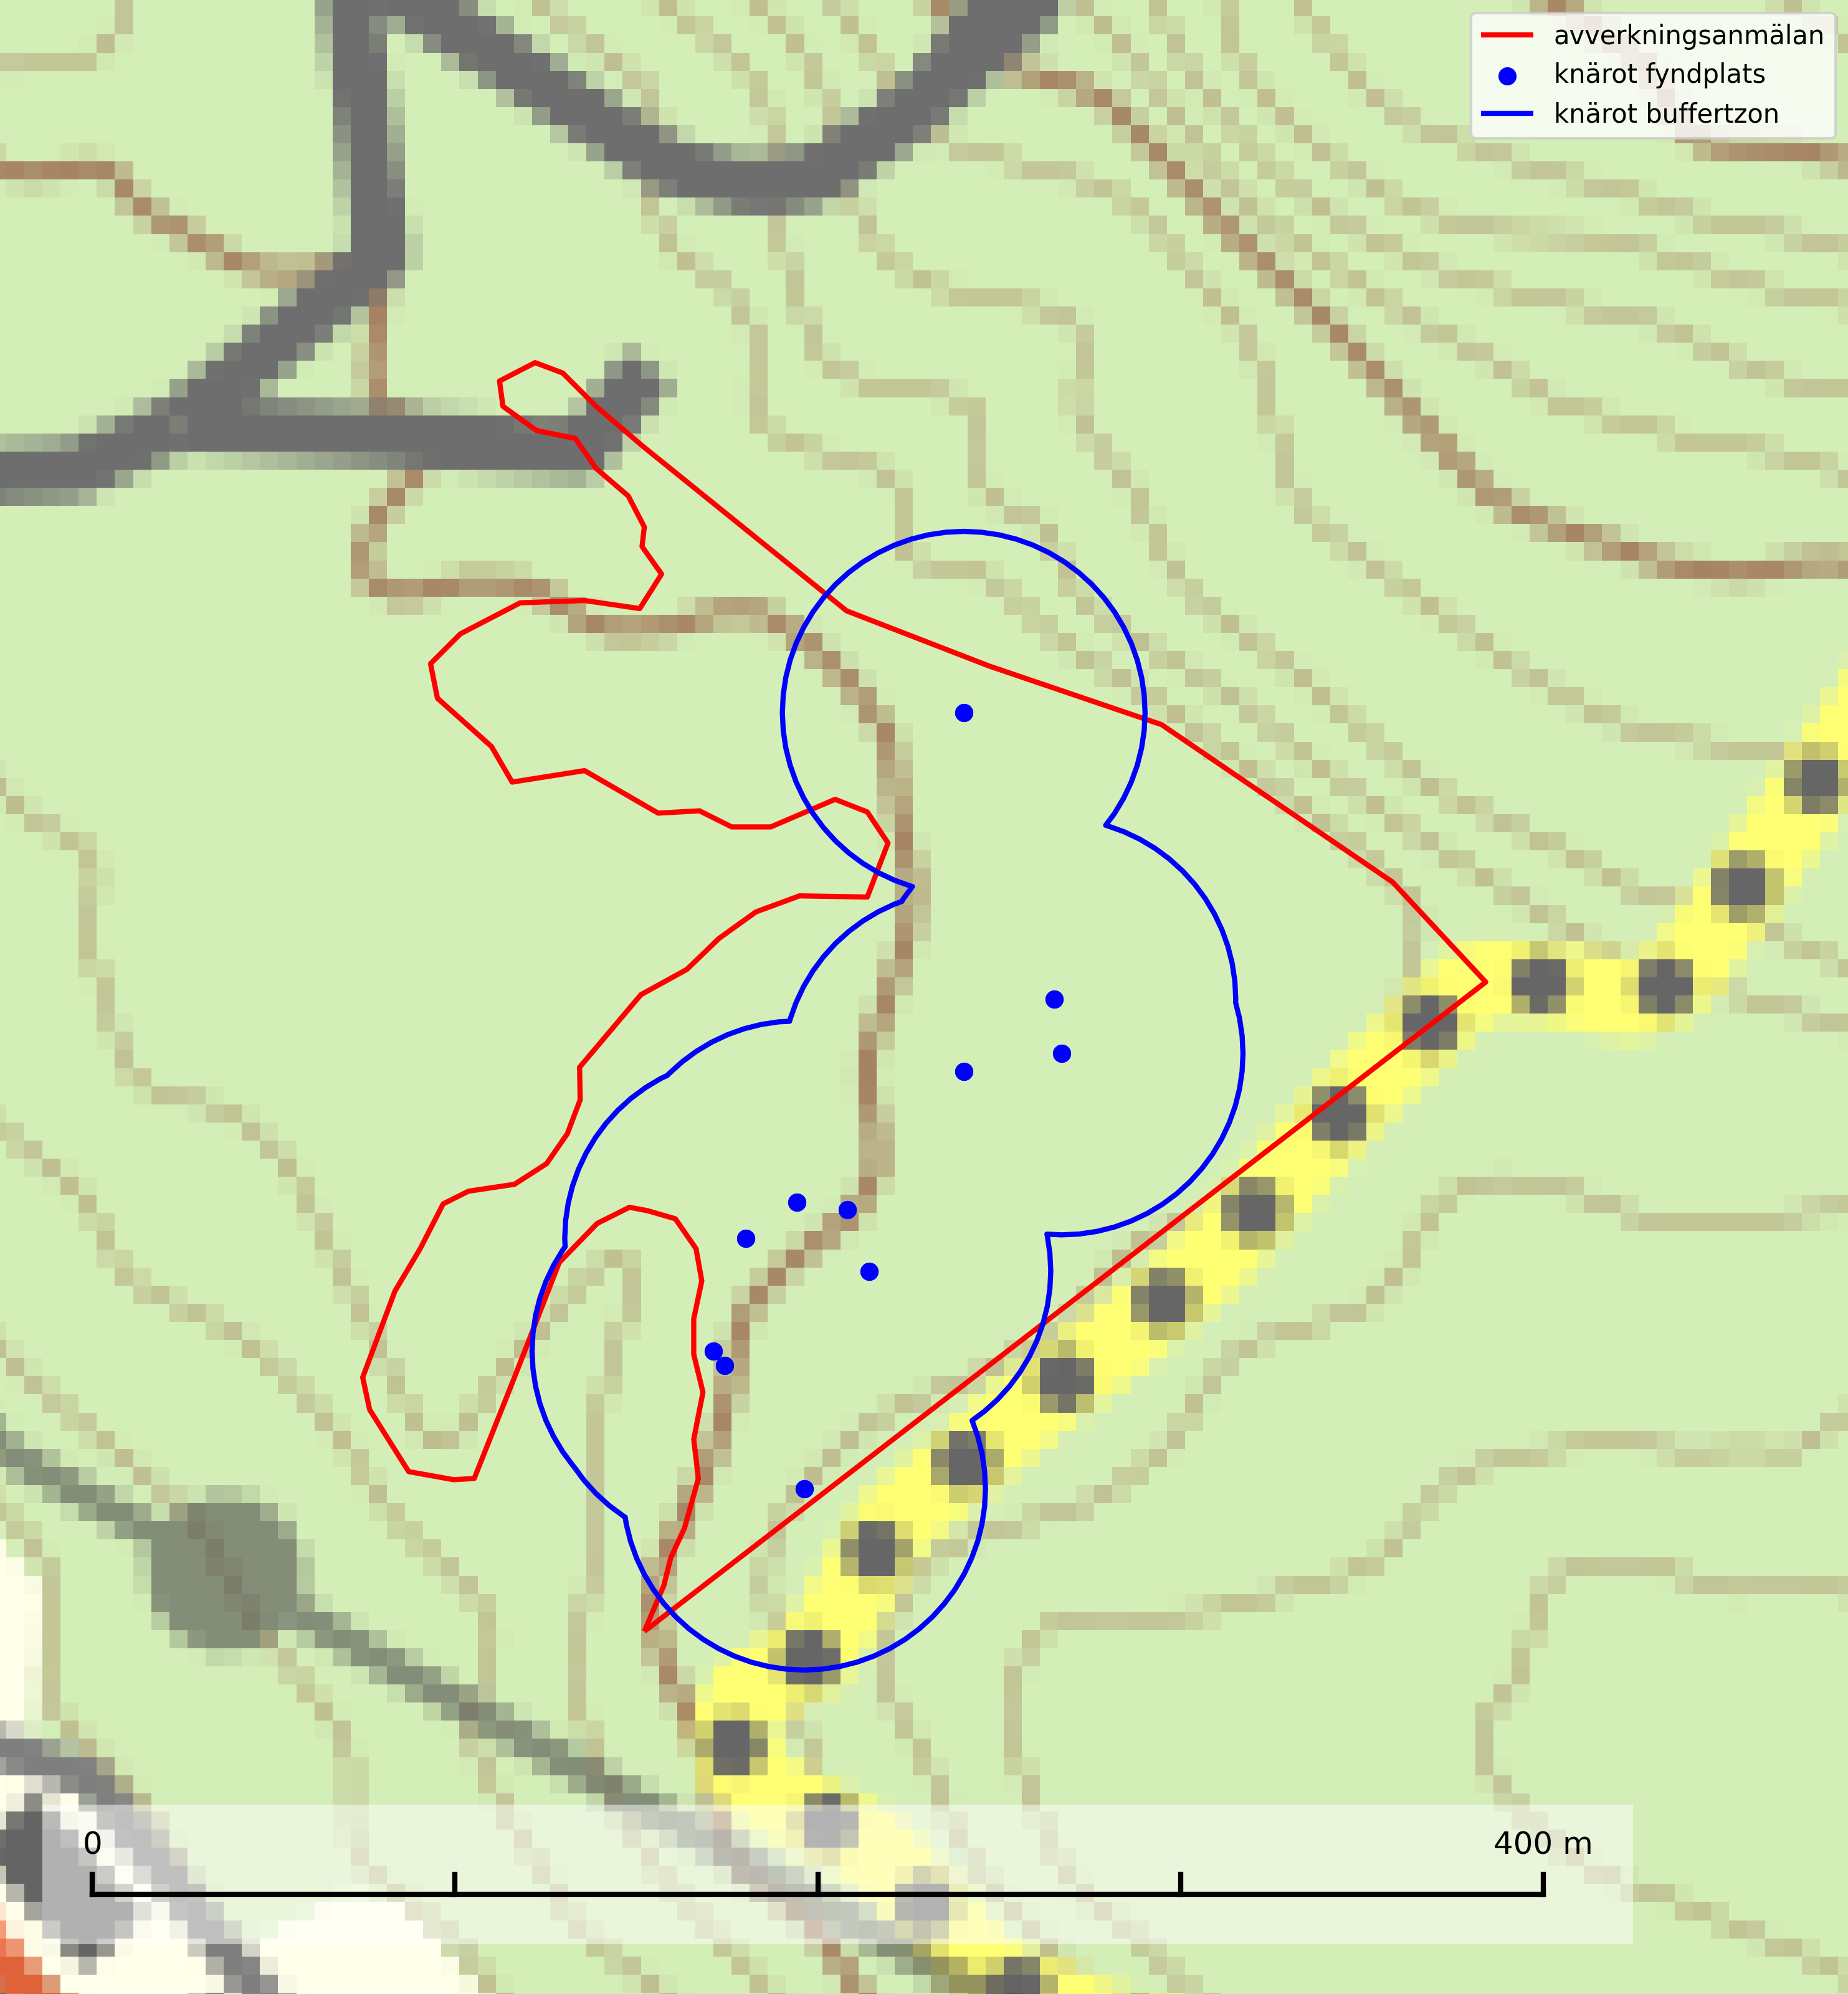 avverkningsanmälan
knärot fyndplats
knärot buffertzon
0
400 m